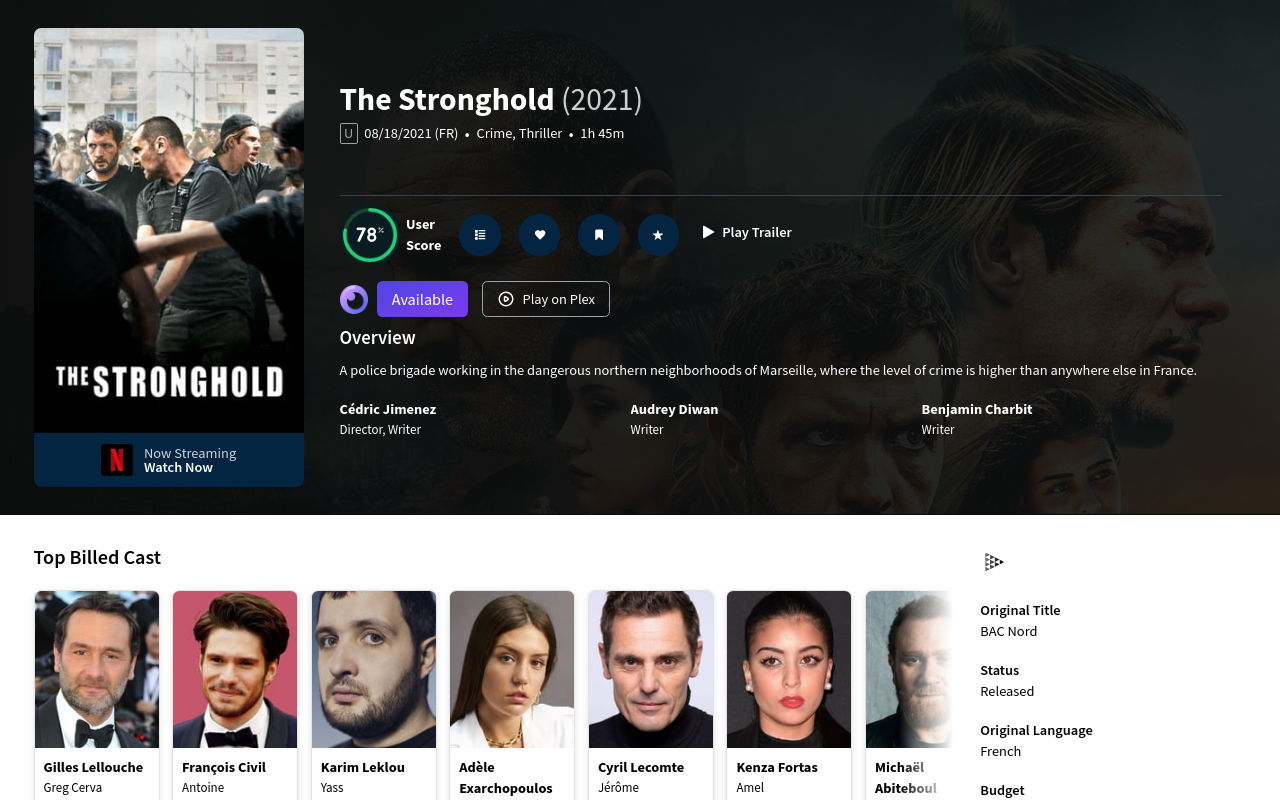 The Stronghold (2021)
U 08/18/2021 (FR) • Crime, Thriller • 1h 45m
78%
User
Score
Play Trailer
Available
Play on Plex
Overview
A police brigade working in the dangerous northern neighborhoods of Marseille, where the level of crime is higher than anywhere else in France.
Cédric Jimenez
Director, Writer
Audrey Diwan
Writer
Benjamin Charbit
Writer
THE STRONGHOLD
N
Now Streaming
Watch Now
Top Billed Cast
Gilles Lellouche
Greg Cerva
François Civil
Antoine
Karim Leklou
Yass
Adèle
Exarchopoulos
Cyril Lecomte
Jérôme
Kenza Fortas
Amel
Michaël
Abiteboul
Original Title
BAC Nord
Status
Released
Original Language
French
Budget